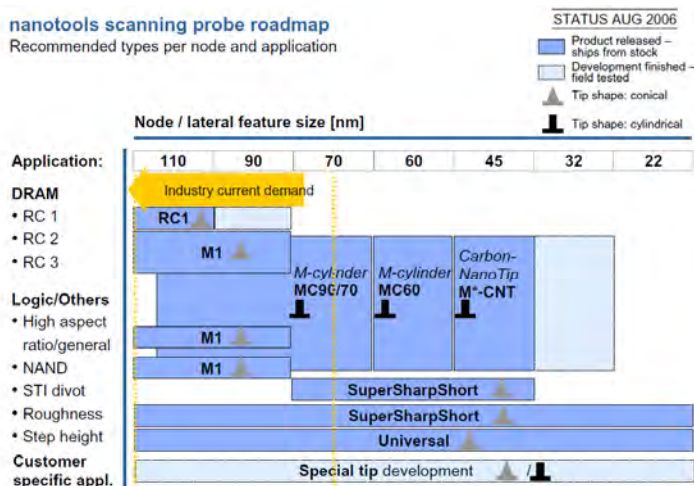 nanotools scanning probe roadmap
Recommended types per node and application
STATUS AUG 2006
Product released –
ships from stock
Development finished –
field tested
Tip shape: conical
Tip shape: cylindrical
Node / lateral feature size [nm]
Application: 110 90 70 60 45 32 22
Industry current demand
DRAM
• RC 1
• RC 2
• RC 3
RC1
M1
M-cylinder
MC90/70
M-cylinder
MC60
Carbon-
NanoTip
M*-CNT
Logic/Others
• High aspect
ratio/general
• NAND
• STI divot
• Roughness
• Step height
M1
M1
SuperSharpShort
SuperSharpShort
Universal
Customer
specific appl.
Special tip development /